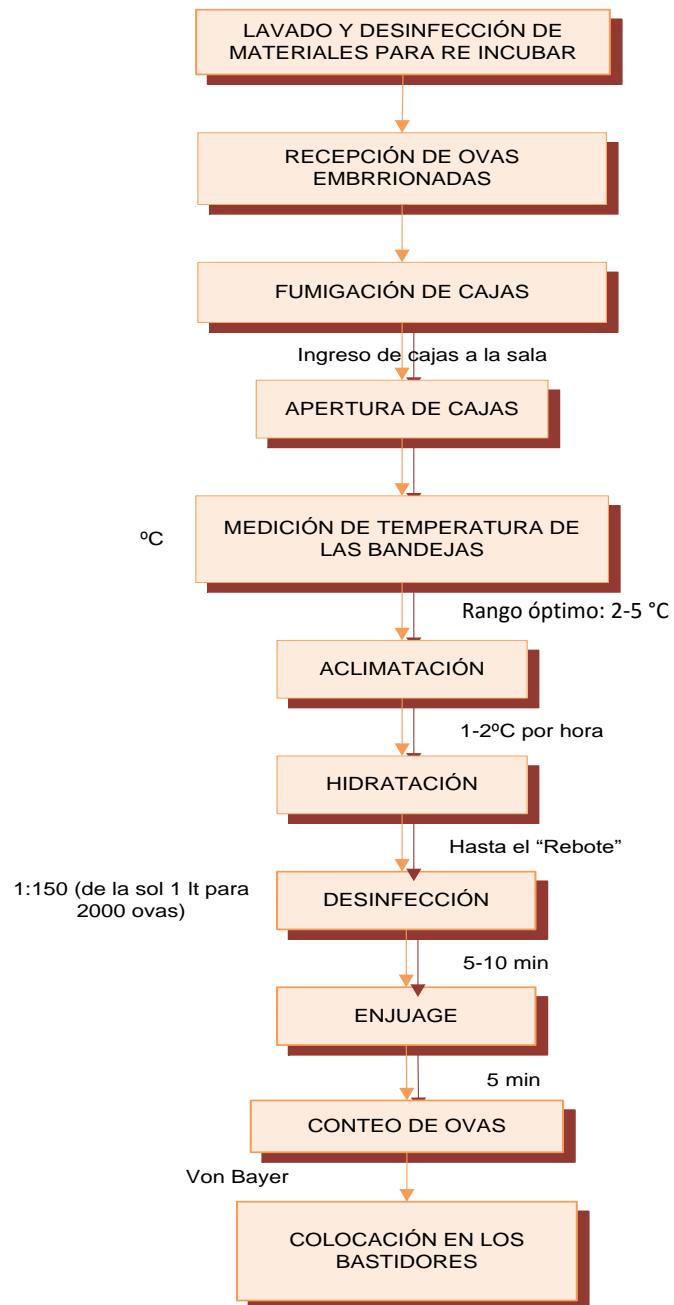 LAVADO Y DESINFECCIÓN DE
MATERIALES PARA RE INCUBAR
RECEPCIÓN DE OVAS
EMBRRIONADAS
FUMIGACIÓN DE CAJAS
Ingreso de cajas a la sala
APERTURA DE CAJAS
ºC
MEDICIÓN DE TEMPERATURA DE
LAS BANDEJAS
Rango óptimo: 2-5 °C
ACLIMATACIÓN
1-2ºC por hora
HIDRATACIÓN
Hasta el “Rebote”
1:150 (de la sol 1 lt para
2000 ovas)
DESINFECCIÓN
5-10 min
ENJUAGE
5 min
CONTEO DE OVAS
Von Bayer
COLOCACIÓN EN LOS
BASTIDORES